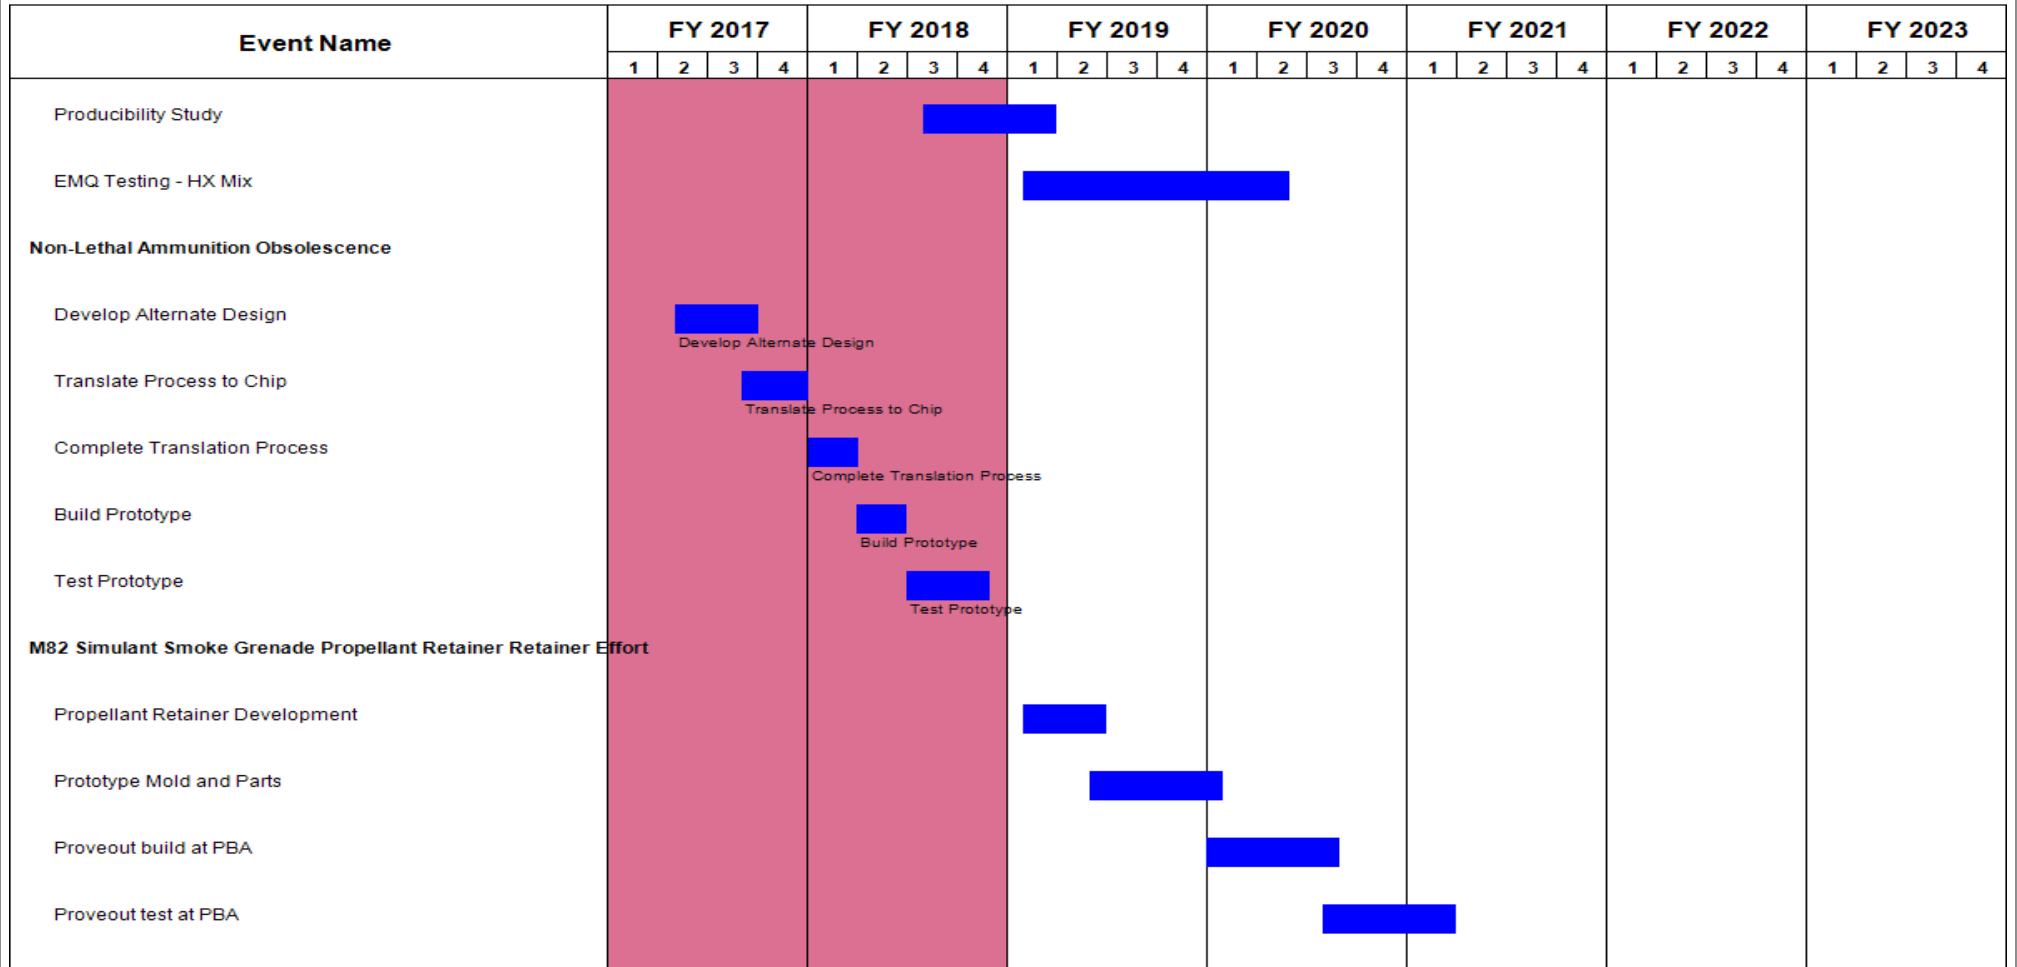 Event Name
FY 2017 FY 2018 FY 2019 FY 2020 FY 2021 FY 2022 FY 2023
1 2 3 4 1 2 3 4 1 2 3 4 1 2 3 4 1 2 3 4 1 2 3 4 1 2 3 4
Producibility Study
EMQ Testing - HX Mix
Non-Lethal Ammunition Obsolescence
Develop Alternate Design
Develop Alternate Design
Translate Process to Chip
Translate Process to Chip
Complete Translation Process
Complete Translation Process
Build Prototype
Build Prototype
Test Prototype
Test Prototype
M82 Simulant Smoke Grenade Propellant Retainer Retainer Effort
Propellant Retainer Development
Prototype Mold and Parts
Proveout build at PBA
Proveout test at PBA